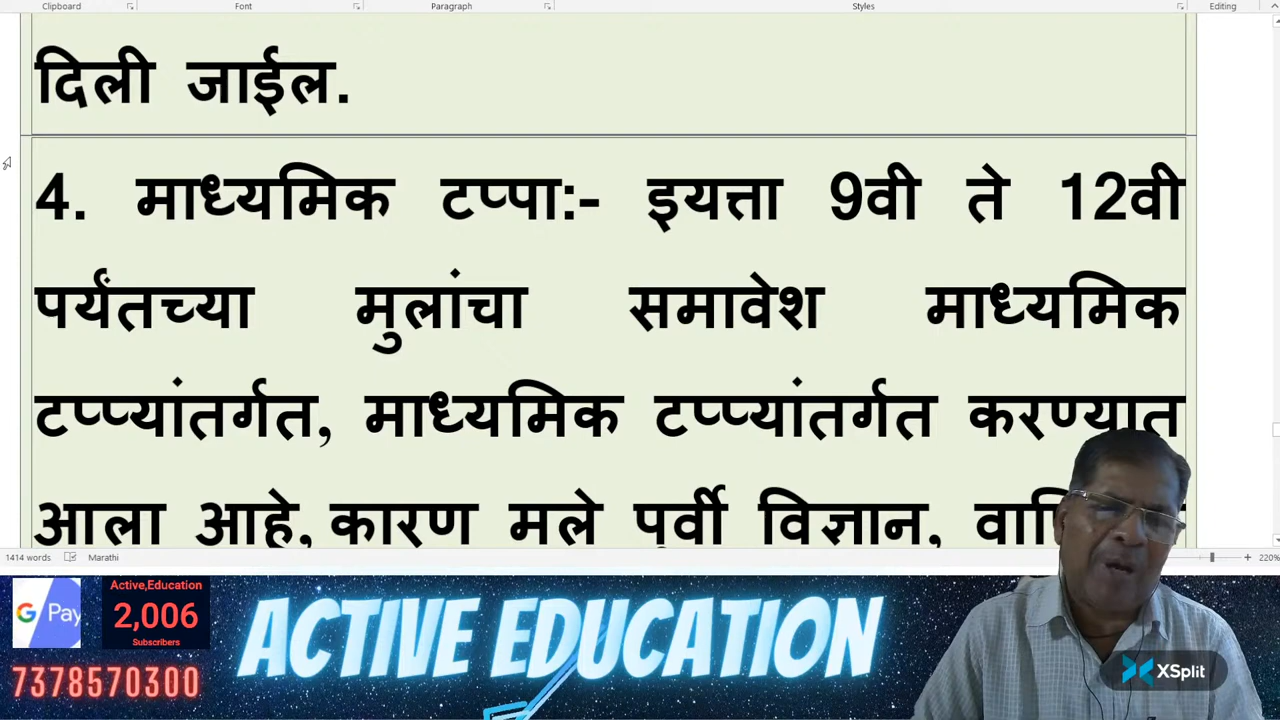 Clipboard Font Paragraph Styles Editing
दिली जाईल.
4. माध्यमिक टप्पा:- इयत्ता 9वी ते 12वी
पर्यंतच्या मुलांचा समावेश माध्यमिक
टप्प्यांतर्गत, माध्यमिक टप्प्यांतर्गत करण्यात
आला आहे, कारण मुले पूर्वी विज्ञान,
1414 words Marathi 220%
G Pay
Active,Education
2,006
Subscribers
7378570300
ACTIVE EDUCATION
XSplit